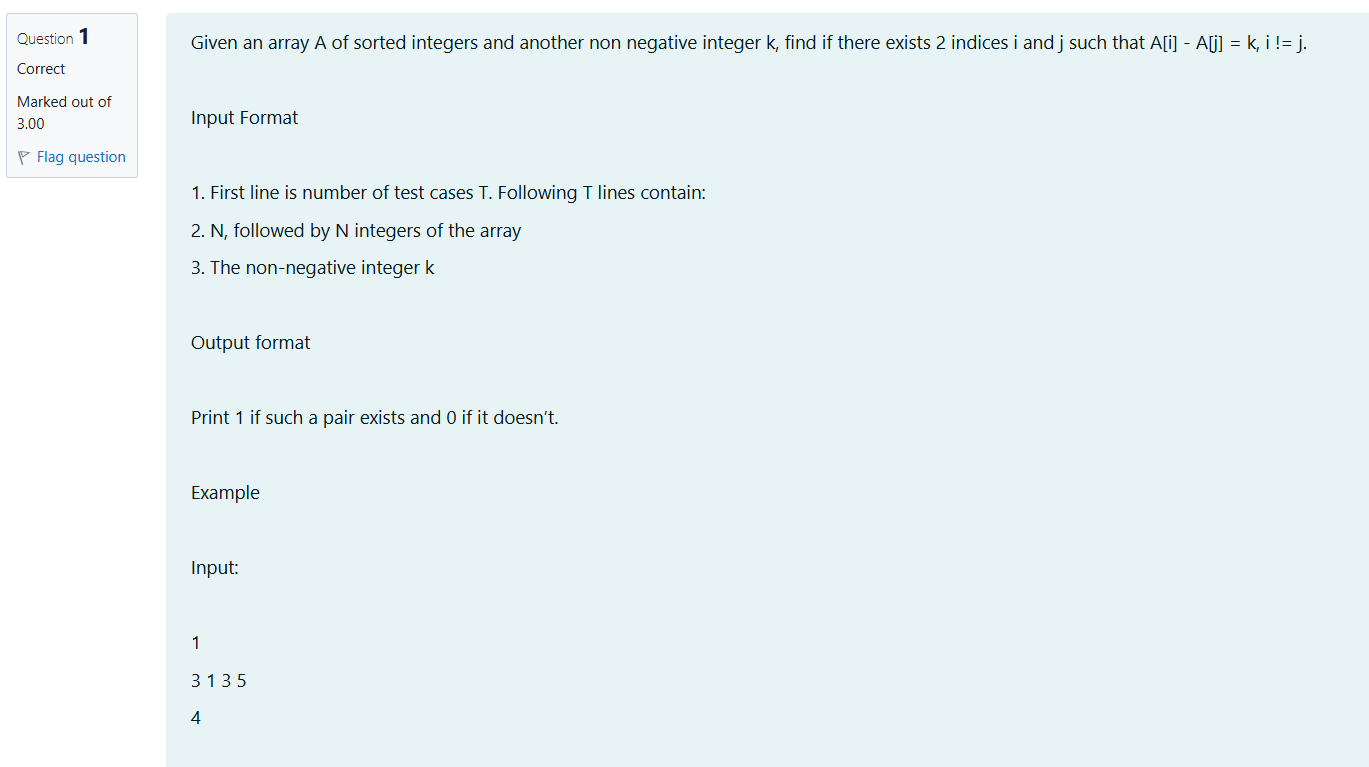 Question 1
Correct
Marked out of
3.00
Flag question
Given an array A of sorted integers and another non negative integer k, find if there exists 2 indices i and j such that A[i] - A[j] = k, i != j.
Input Format
1. First line is number of test cases T. Following T lines contain:
2. N, followed by N integers of the array
3. The non-negative integer k
Output format
Print 1 if such a pair exists and 0 if it doesn’t.
Example
Input:
1
3 1 3 5
4